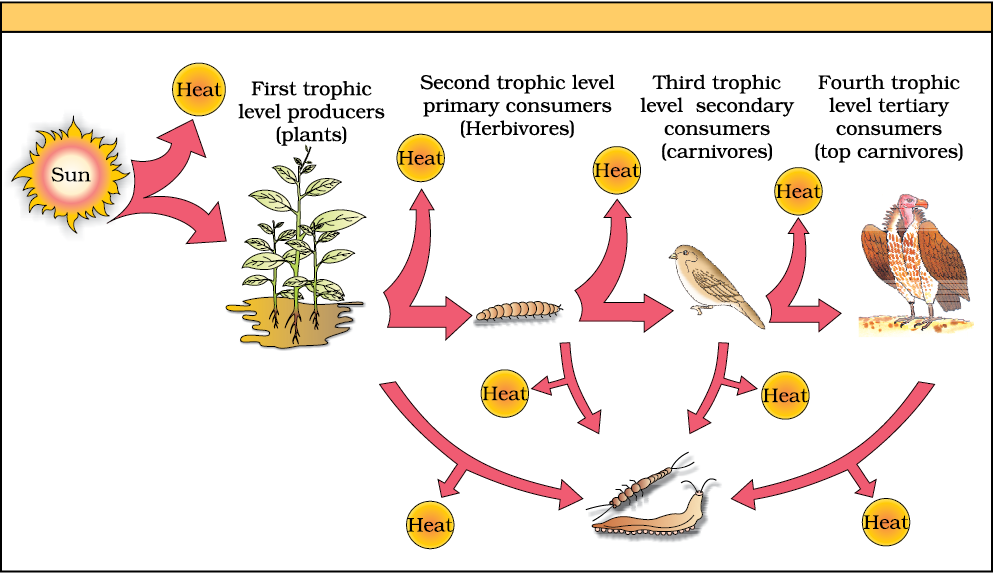 Heat
First trophic
level producers
(plants)
Second trophic level
primary consumers
(Herbivores)
Third trophic
level secondary
consumers
(carnivores)
Fourth trophic
level tertiary
consumers
(top carnivores)
Sun
Heat
Heat
Heat
Heat
Heat
Heat
Heat